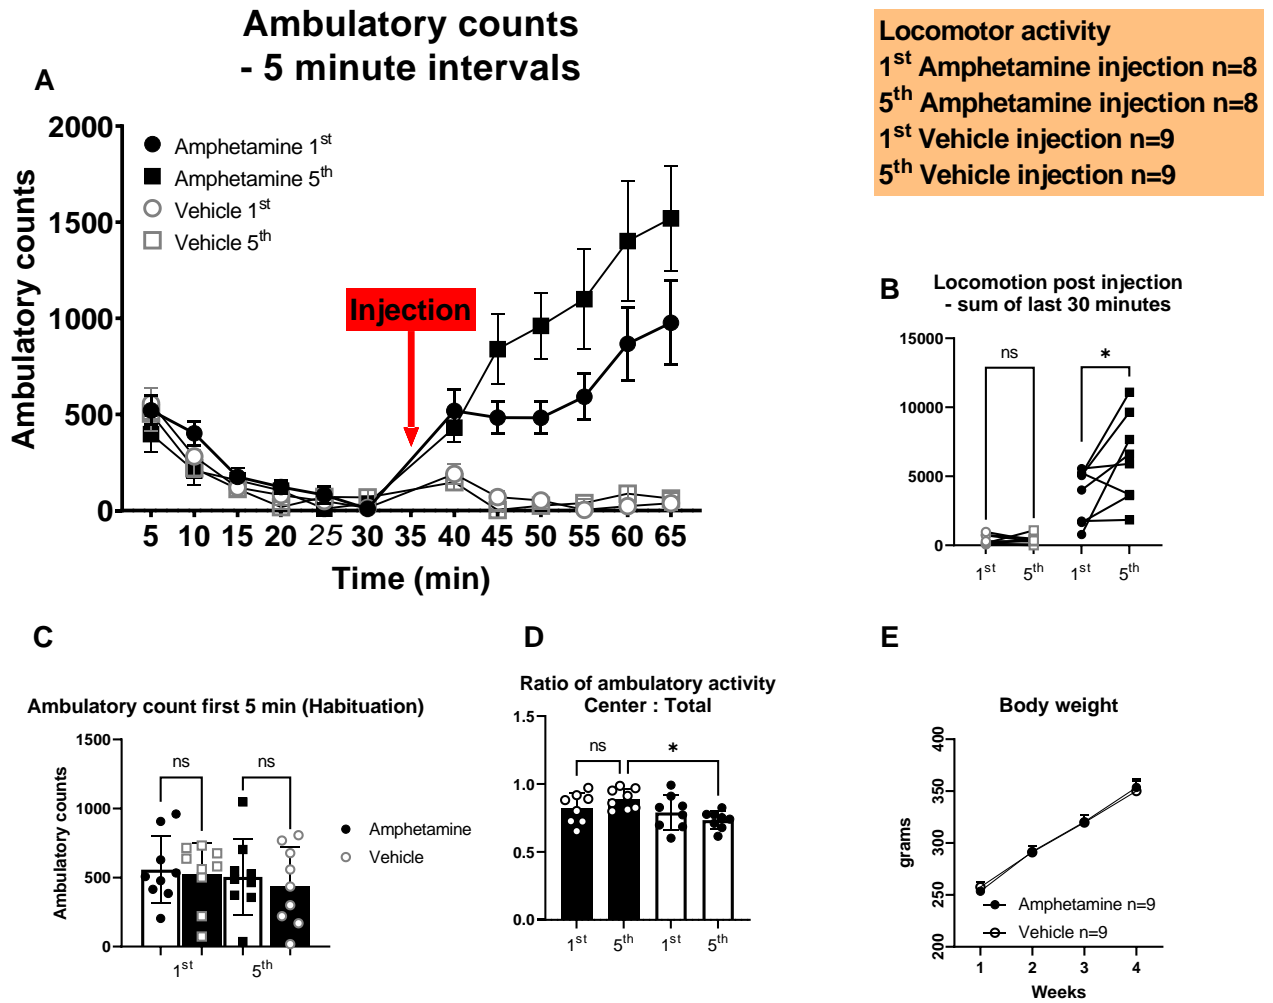 Ambulatory counts
- 5 minute intervals
Locomotor activity
1st Amphetamine injection n=8
5th Amphetamine injection n=8
1st Vehicle injection n=9
5th Vehicle injection n=9
A
Ambulatory counts
2000
1500
1000
500
0
Amphetamine 1st
Amphetamine 5th
Vehicle 1st
Vehicle 5th
Injection
5 10 15 20 25 30 35 40 45 50 55 60 65
Time (min)
B
Locomotion post injection
- sum of last 30 minutes
15000
10000
5000
0
ns
*
1st 5th 1st 5th
C
Ambulatory count first 5 min (Habituation)
Ambulatory counts
1500
1000
500
0
ns
ns
1st 5th
Amphetamine
Vehicle
D
Ratio of ambulatory activity
Center : Total
1.5
1.0
0.5
0.0
ns
*
1st 5th 1st 5th
E
Body weight
grams
400
350
300
250
200
Amphetamine n=9
Vehicle n=9
1 2 3 4
Weeks